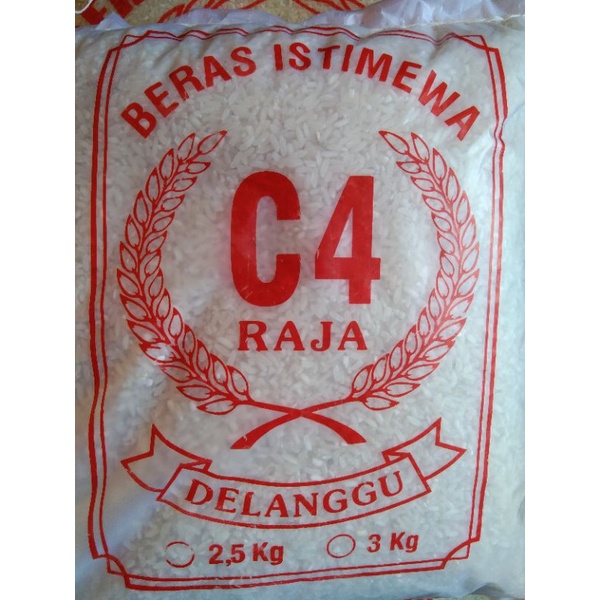 BERAS ISTIMEWA
C4
RAJA
DELANGGU
2,5 Kg 3 Kg